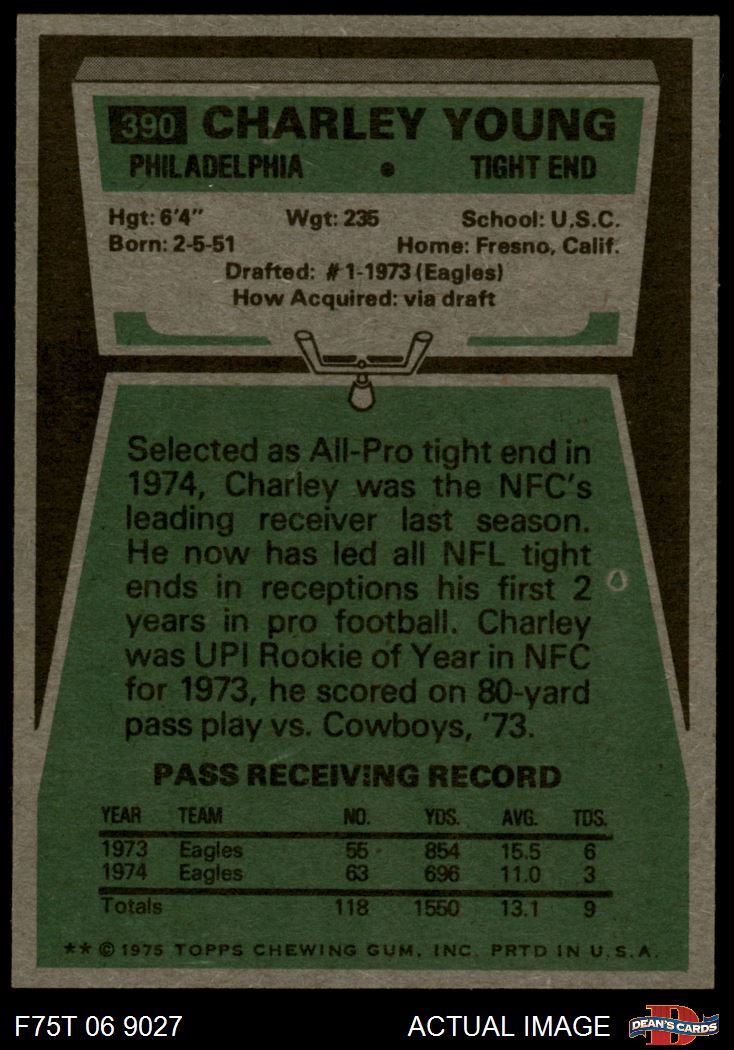 390 CHARLEY YOUNG
PHILADELPHIA • TIGHT END
Hgt: 6'4" Wgt: 235 School: U.S.C.
Born: 2-5-51 Home: Fresno, Calif.
Drafted: #1-1973 (Eagles)
How Acquired: via draft
Selected as All-Pro tight end in
1974, Charley was the NFC's
leading receiver last season.
He now has led all NFL tight
ends in receptions his first 2
years in pro football. Charley
was UPI Rookie of Year in NFC
for 1973, he scored on 80-yard
pass play vs. Cowboys, '73.
PASS RECEIVING RECORD
YEAR TEAM NO. YDS. AVG. TDS.
1973 Eagles 55 854 15.5 6
1974 Eagles 63 696 11.0 3
Totals 118 1550 13.1 9
** © 1975 TOPPS CHEWING GUM, INC. PRTD IN U.S.A.
F75T 06 9027 ACTUAL IMAGE D DEAN'S CARDS